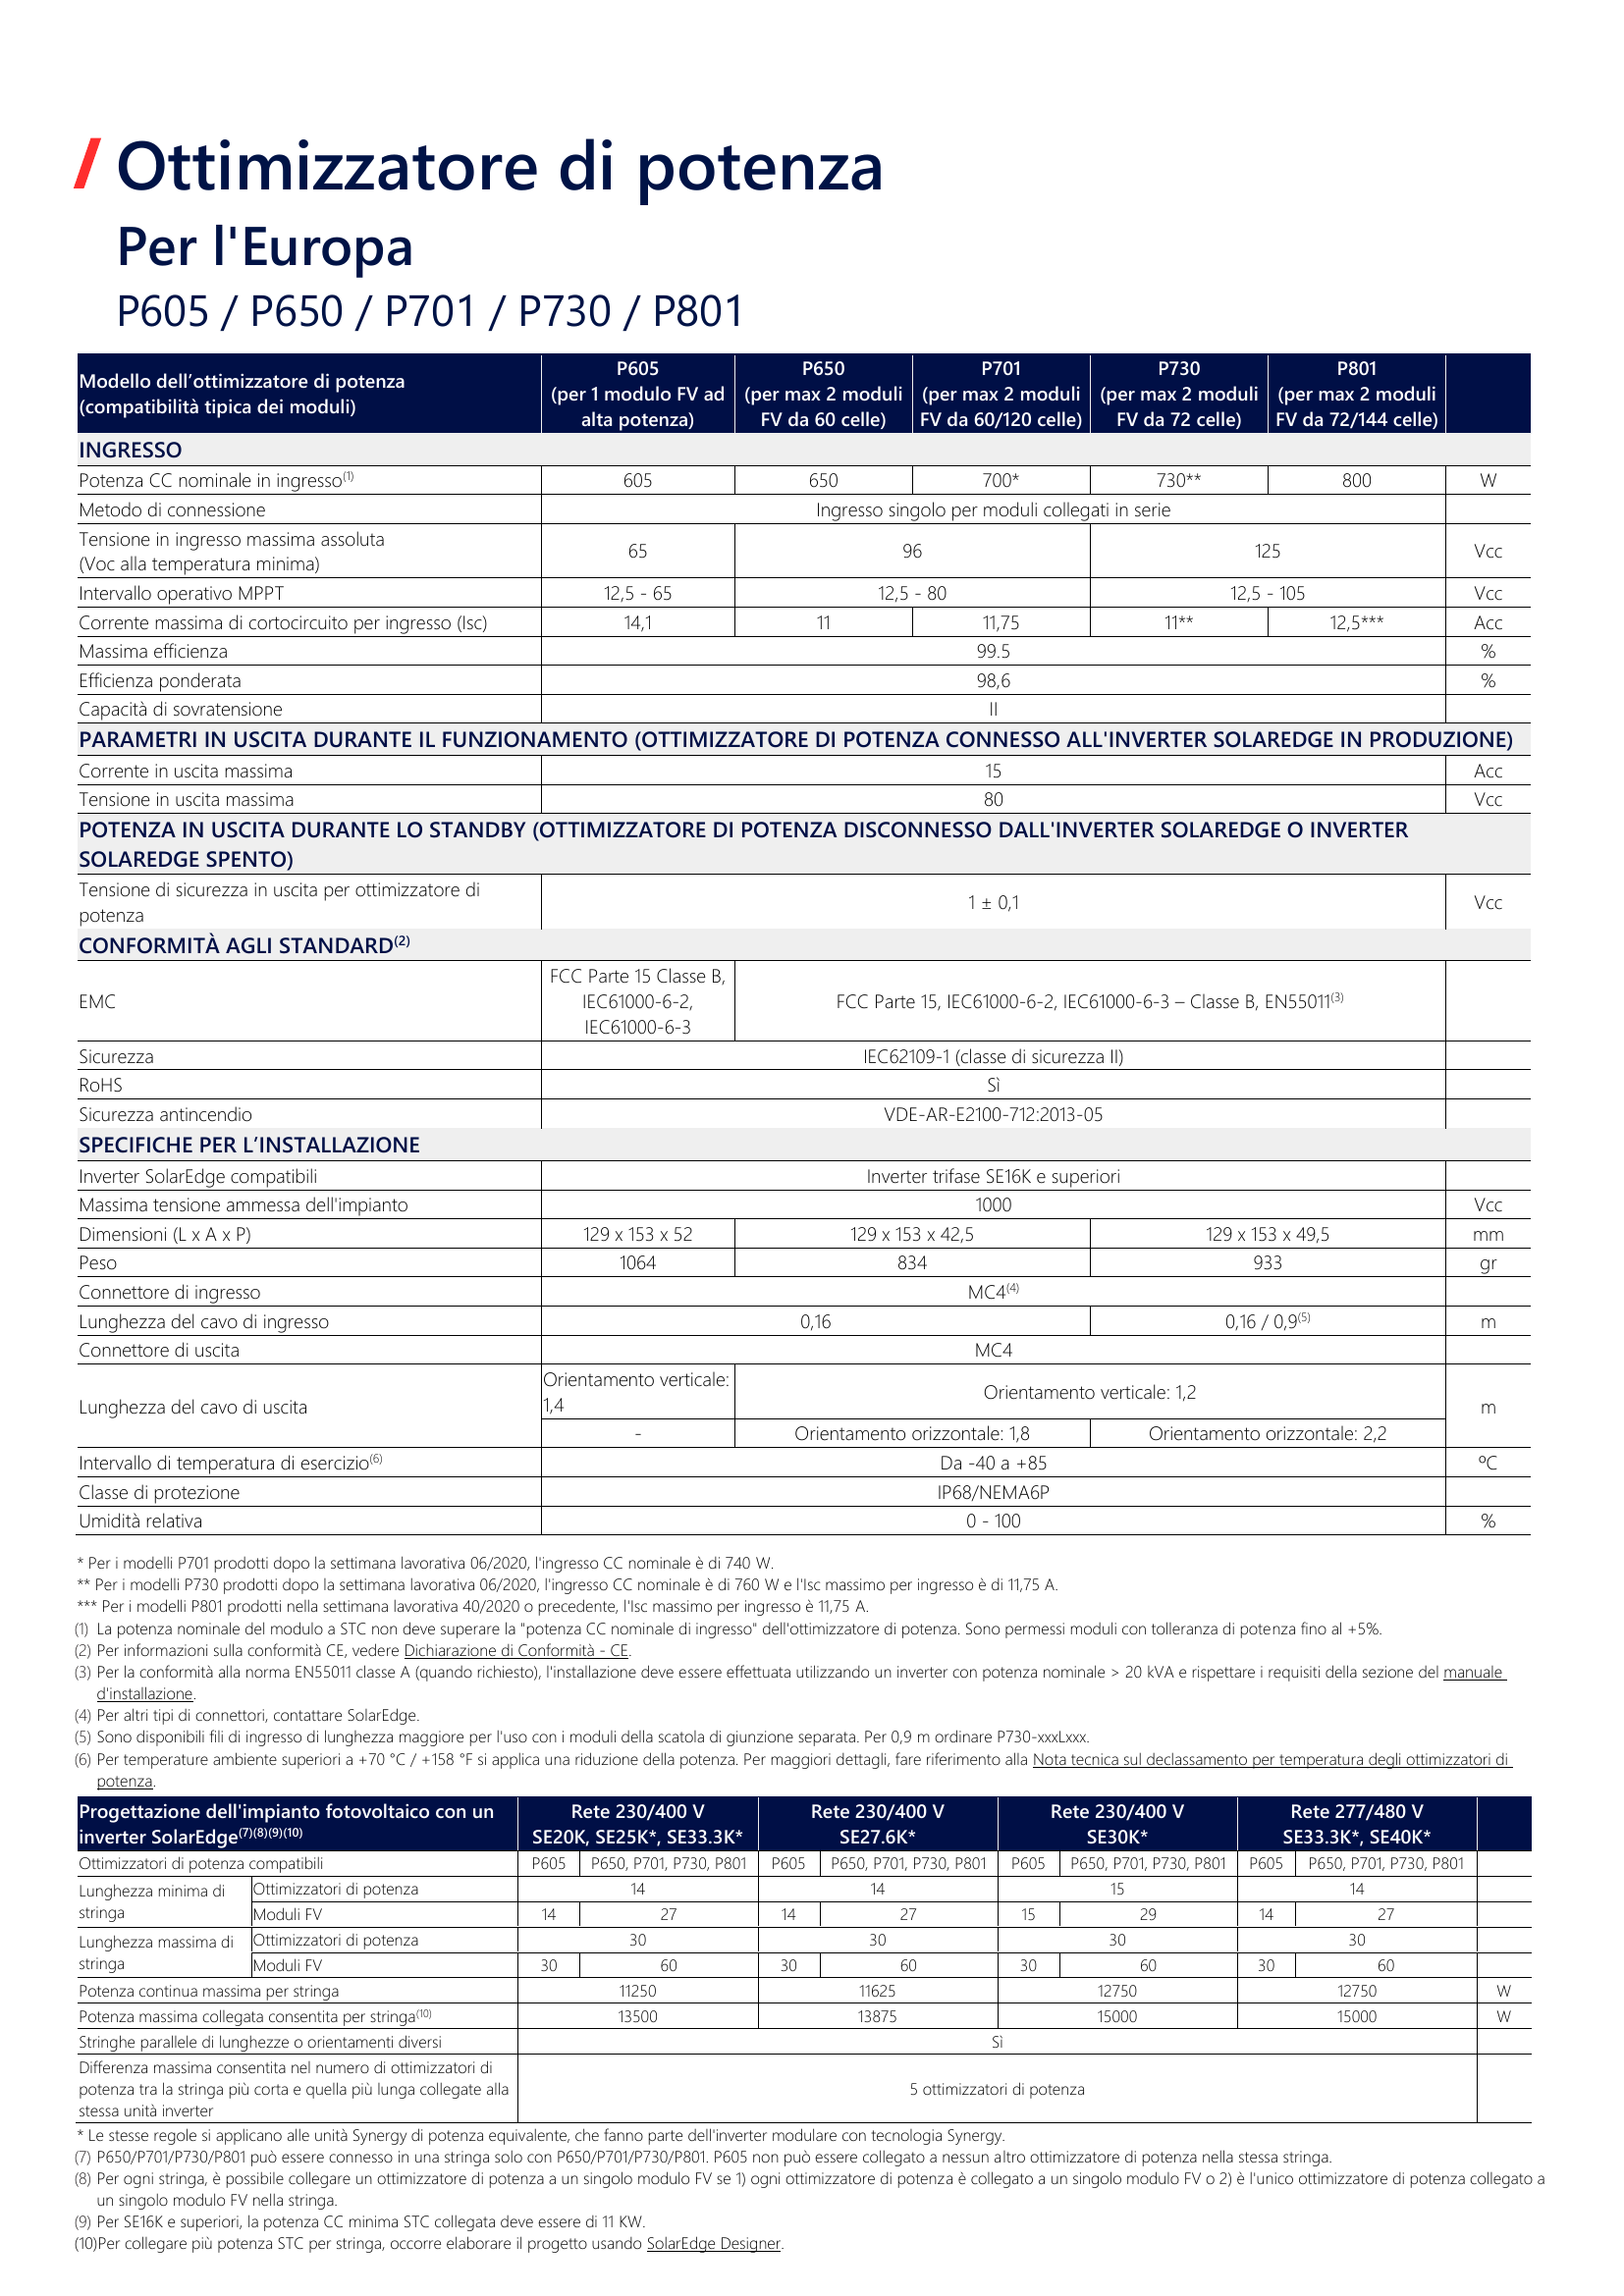 / Ottimizzatore di potenza
Per l'Europa
P605 / P650 / P701 / P730 / P801
Modello dell’ottimizzatore di potenza
(compatibilità tipica dei moduli)
P605
(per 1 modulo FV ad
alta potenza)
P650
(per max 2 moduli
FV da 60 celle)
P701
(per max 2 moduli
FV da 60/120 celle)
P730
(per max 2 moduli
FV da 72 celle)
P801
(per max 2 moduli
FV da 72/144 celle)
INGRESSO
Potenza CC nominale in ingresso(1) 605 650 700* 730** 800 W
Metodo di connessione Ingresso singolo per moduli collegati in serie
Tensione in ingresso massima assoluta
(Voc alla temperatura minima)
65 96 125 Vcc
Intervallo operativo MPPT 12,5 - 65 12,5 - 80 12,5 - 105 Vcc
Corrente massima di cortocircuito per ingresso (Isc) 14,1 11 11,75 11** 12,5*** Acc
Massima efficienza 99.5 %
Efficienza ponderata 98,6 %
Capacità di sovratensione II
PARAMETRI IN USCITA DURANTE IL FUNZIONAMENTO (OTTIMIZZATORE DI POTENZA CONNESSO ALL'INVERTER SOLAREDGE IN PRODUZIONE)
Corrente in uscita massima 15 Acc
Tensione in uscita massima 80 Vcc
POTENZA IN USCITA DURANTE LO STANDBY (OTTIMIZZATORE DI POTENZA DISCONNESSO DALL'INVERTER SOLAREDGE O INVERTER
SOLAREDGE SPENTO)
Tensione di sicurezza in uscita per ottimizzatore di
potenza
1 ± 0,1 Vcc
CONFORMITÀ AGLI STANDARD(2)
EMC
FCC Parte 15 Classe B,
IEC61000-6-2,
IEC61000-6-3
FCC Parte 15, IEC61000-6-2, IEC61000-6-3 – Classe B, EN55011(3)
Sicurezza IEC62109-1 (classe di sicurezza II)
RoHS Sì
Sicurezza antincendio VDE-AR-E2100-712:2013-05
SPECIFICHE PER L’INSTALLAZIONE
Inverter SolarEdge compatibili Inverter trifase SE16K e superiori
Massima tensione ammessa dell'impianto 1000 Vcc
Dimensioni (L x A x P) 129 x 153 x 52 129 x 153 x 42,5 129 x 153 x 49,5 mm
Peso 1064 834 933 gr
Connettore di ingresso MC4(4)
Lunghezza del cavo di ingresso 0,16 0,16 / 0,9(5) m
Connettore di uscita MC4
Lunghezza del cavo di uscita
Orientamento verticale:
1,4
Orientamento verticale: 1,2
m
- Orientamento orizzontale: 1,8 Orientamento orizzontale: 2,2
Intervallo di temperatura di esercizio(6) Da -40 a +85 ºC
Classe di protezione IP68/NEMA6P
Umidità relativa 0 - 100 %
* Per i modelli P701 prodotti dopo la settimana lavorativa 06/2020, l'ingresso CC nominale è di 740 W.
** Per i modelli P730 prodotti dopo la settimana lavorativa 06/2020, l'ingresso CC nominale è di 760 W e l'Isc massimo per ingresso è di 11,75 A.
*** Per i modelli P801 prodotti nella settimana lavorativa 40/2020 o precedente, l'Isc massimo per ingresso è 11,75 A.
(1) La potenza nominale del modulo a STC non deve superare la "potenza CC nominale di ingresso" dell'ottimizzatore di potenza. Sono permessi moduli con tolleranza di potenza fino al +5%.
(2) Per informazioni sulla conformità CE, vedere Dichiarazione di Conformità - CE.
(3) Per la conformità alla norma EN55011 classe A (quando richiesto), l'installazione deve essere effettuata utilizzando un inverter con potenza nominale > 20 kVA e rispettare i requisiti della sezione del manuale
d'installazione.
(4) Per altri tipi di connettori, contattare SolarEdge.
(5) Sono disponibili fili di ingresso di lunghezza maggiore per l'uso con i moduli della scatola di giunzione separata. Per 0,9 m ordinare P730-xxxLxxx.
(6) Per temperature ambiente superiori a +70 °C / +158 °F si applica una riduzione della potenza. Per maggiori dettagli, fare riferimento alla Nota tecnica sul declassamento per temperatura degli ottimizzatori di
potenza.
Progettazione dell'impianto fotovoltaico con un
inverter SolarEdge(7)(8)(9)(10)
Rete 230/400 V
SE20K, SE25K*, SE33.3K*
Rete 230/400 V
SE27.6K*
Rete 230/400 V
SE30K*
Rete 277/480 V
SE33.3K*, SE40K*
Ottimizzatori di potenza compatibili P605 P650, P701, P730, P801 P605 P650, P701, P730, P801 P605 P650, P701, P730, P801 P605 P650, P701, P730, P801
Lunghezza minima di
stringa
Ottimizzatori di potenza 14 14 15 14
Moduli FV 14 27 14 27 15 29 14 27
Lunghezza massima di
stringa
Ottimizzatori di potenza 30 30 30 30
Moduli FV 30 60 30 60 30 60 30 60
Potenza continua massima per stringa 11250 11625 12750 12750 W
Potenza massima collegata consentita per stringa(10) 13500 13875 15000 15000 W
Stringhe parallele di lunghezze o orientamenti diversi Sì
Differenza massima consentita nel numero di ottimizzatori di
potenza tra la stringa più corta e quella più lunga collegate alla
stessa unità inverter
5 ottimizzatori di potenza
* Le stesse regole si applicano alle unità Synergy di potenza equivalente, che fanno parte dell'inverter modulare con tecnologia Synergy.
(7) P650/P701/P730/P801 può essere connesso in una stringa solo con P650/P701/P730/P801. P605 non può essere collegato a nessun altro ottimizzatore di potenza nella stessa stringa.
(8) Per ogni stringa, è possibile collegare un ottimizzatore di potenza a un singolo modulo FV se 1) ogni ottimizzatore di potenza è collegato a un singolo modulo FV o 2) è l'unico ottimizzatore di potenza collegato a
un singolo modulo FV nella stringa.
(9) Per SE16K e superiori, la potenza CC minima STC collegata deve essere di 11 KW.
(10)Per collegare più potenza STC per stringa, occorre elaborare il progetto usando SolarEdge Designer.